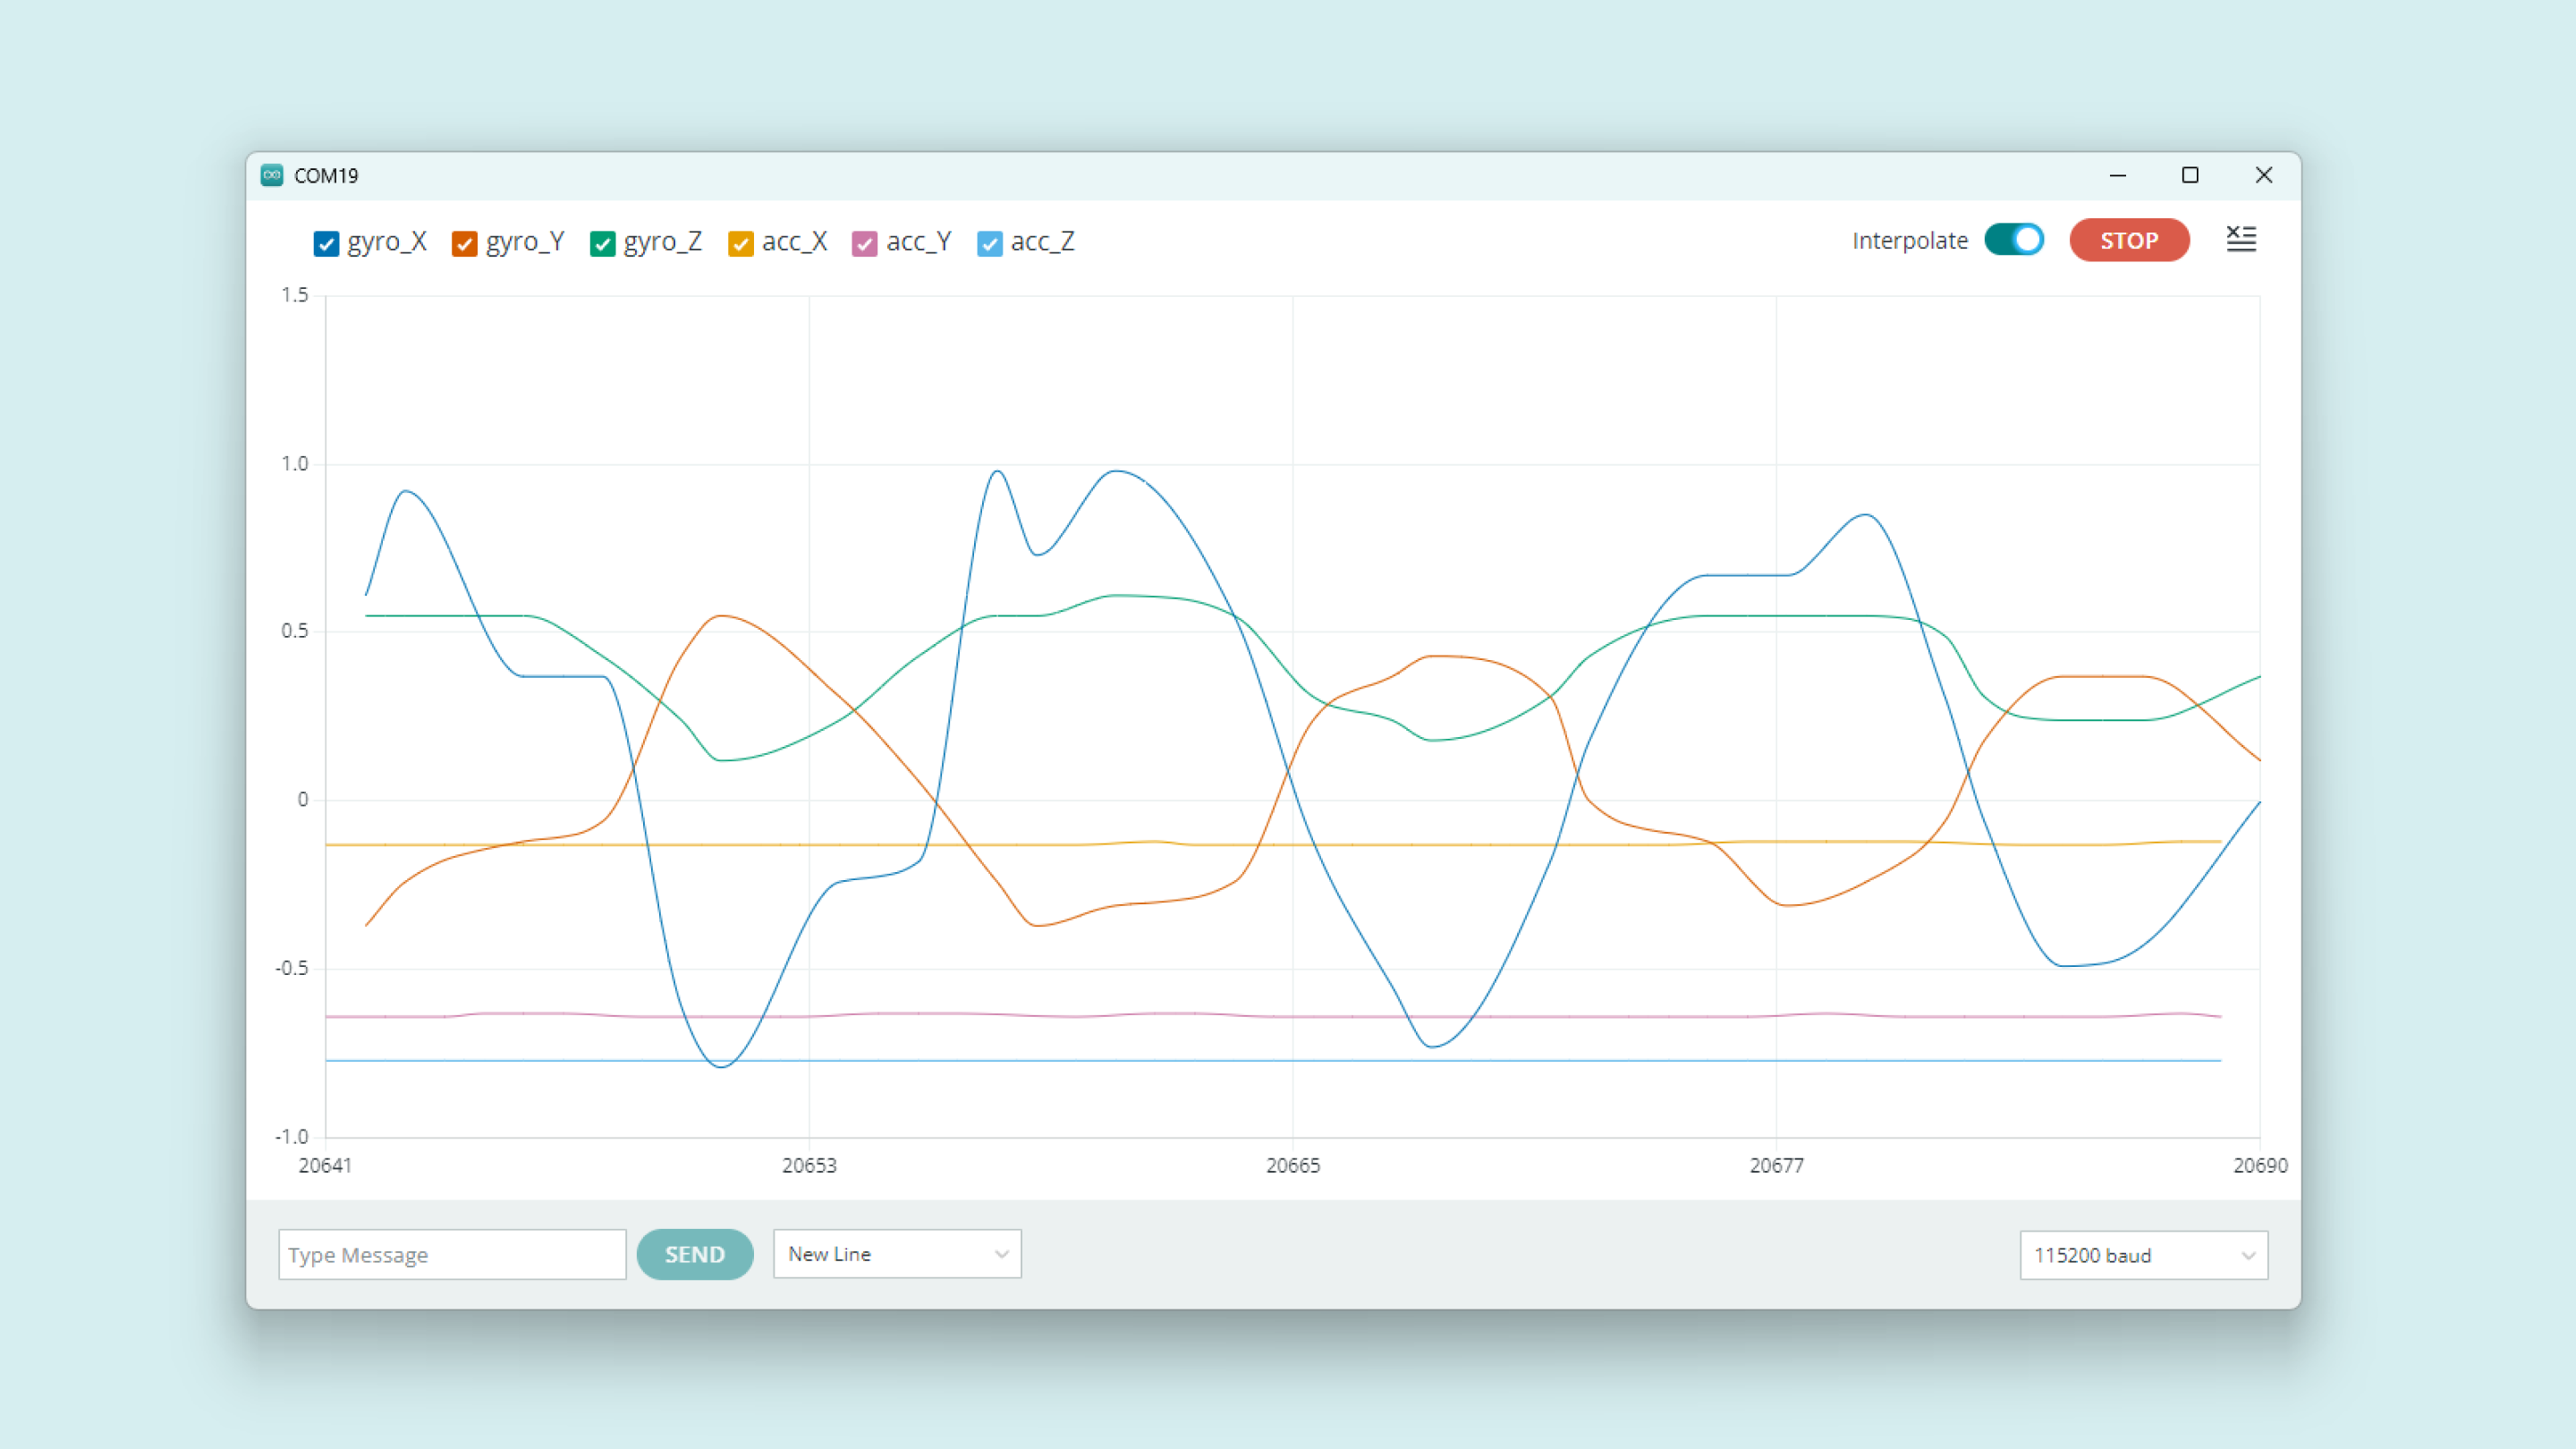 COM19
gyro_X gyro_Y gyro_Z acc_X acc_Y acc_Z Interpolate STOP
1.5
1.0
0.5
0
-0.5
-1.0
20641 20653 20665 20677 20690
Type Message SEND New Line 115200 baud